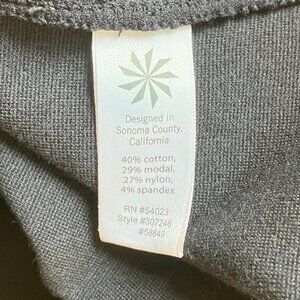 Designed in
Sonoma County,
California
40% cotton,
29% modal,
27% nylon,
4% spandex
RN #54023
Style #307246
#58649